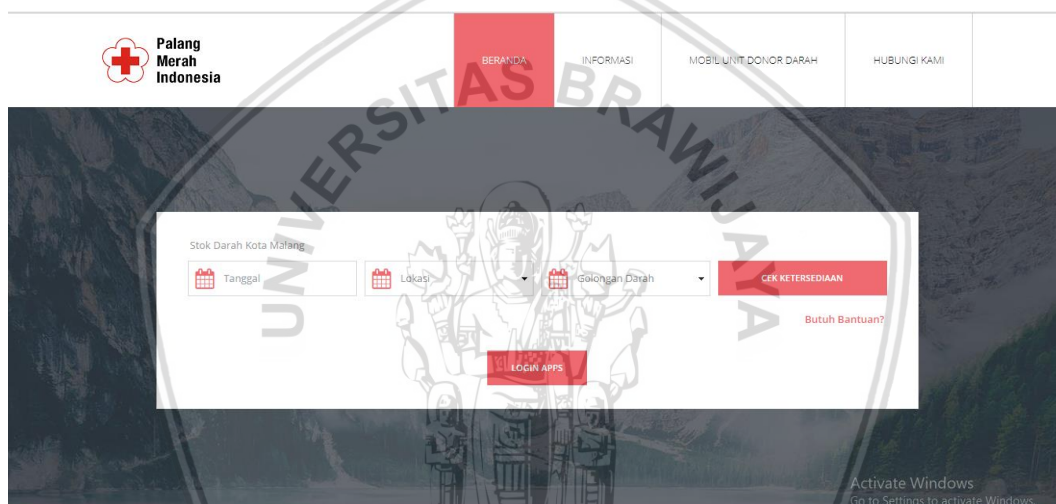 Palang
Merah
Indonesia
BERANDA
INFORMASI
MOBIL UNIT DONOR DARAH
HUBUNGI KAMI
UNIVERSITAS BRAWIJAYA
Stok Darah Kota Malang
Tanggal
Lokasi
Golongan Darah
CEK KETERSEDIAAN
Butuh Bantuan?
LOGIN APPS
Activate Windows
Go to Settings to activate Windows.